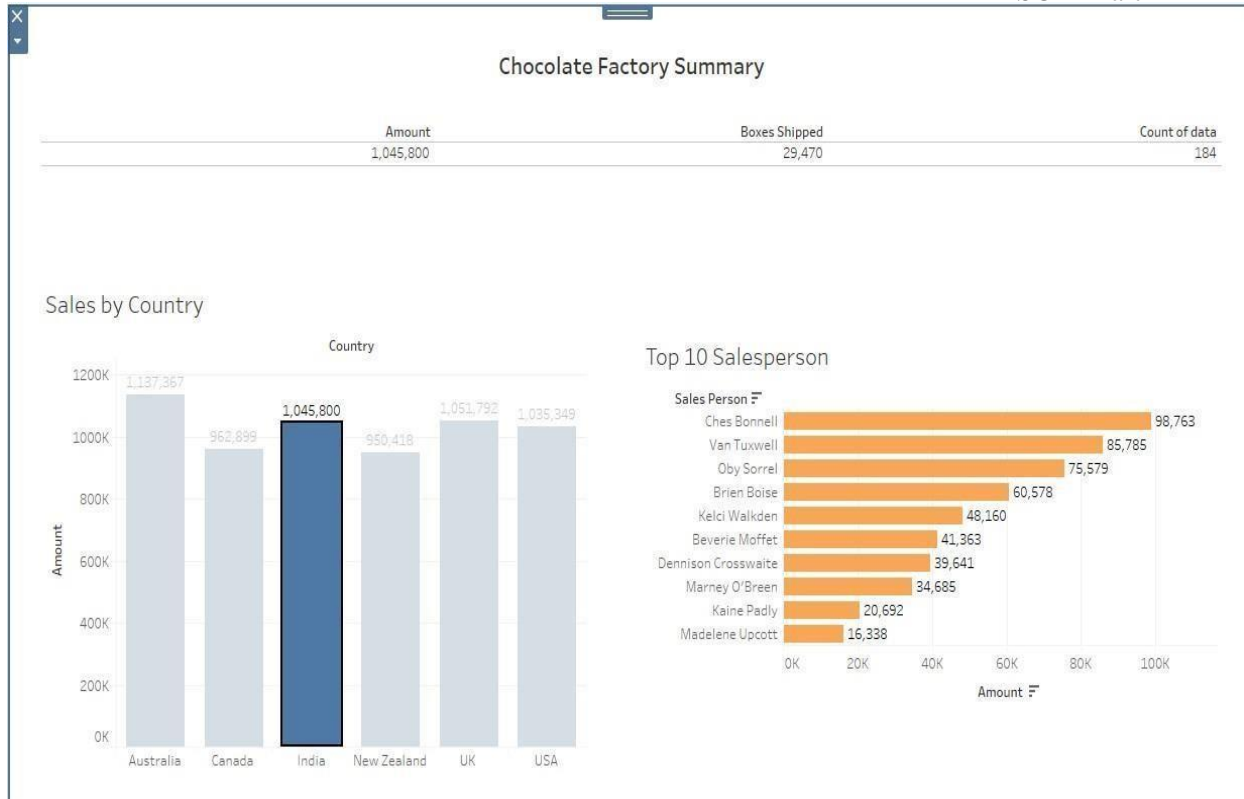 Chocolate Factory Summary
Amount Boxes Shipped Count of data
1,045,800 29,470 184
Sales by Country
Country
1200K
1000K
800K
600K
400K
200K
0K
Amount
1,137,367
962,899
1,045,800
950,418
1,051,792
1,035,349
Australia Canada India New Zealand UK USA
Top 10 Salesperson
Sales Person
Ches Bonnell 98,763
Van Tuxwell 85,785
Oby Sorrel 75,579
Brien Boise 60,578
Kelci Walkden 48,160
Beverie Moffet 41,363
Dennison Crosswaite 39,641
Marney O'Breen 34,685
Kaine Padly 20,692
Madelene Upcott 16,338
0K 20K 40K 60K 80K 100K
Amount